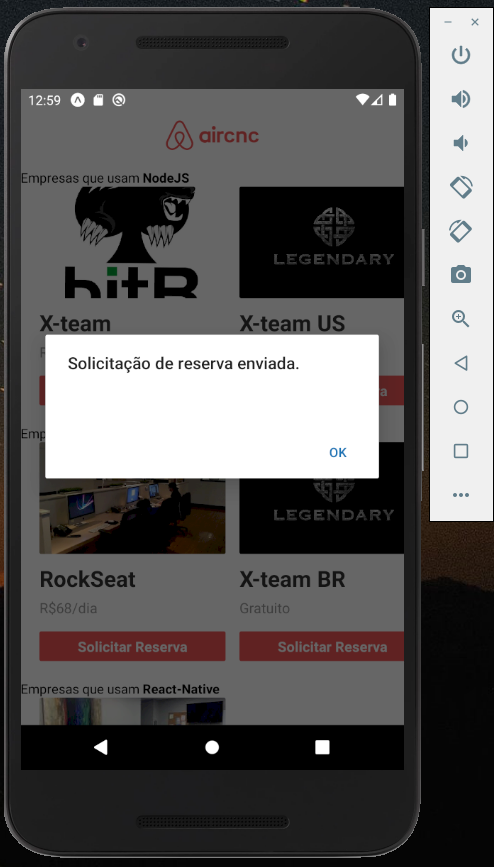 12:59
aircnc
Empresas que usam NodeJS
hitB
LEGENDARY
X-team
X-team US
Solicitação de reserva enviada.
OK
LEGENDARY
RockSeat
X-team BR
R$68/dia
Gratuito
Solicitar Reserva
Solicitar Reserva
Empresas que usam React-Native